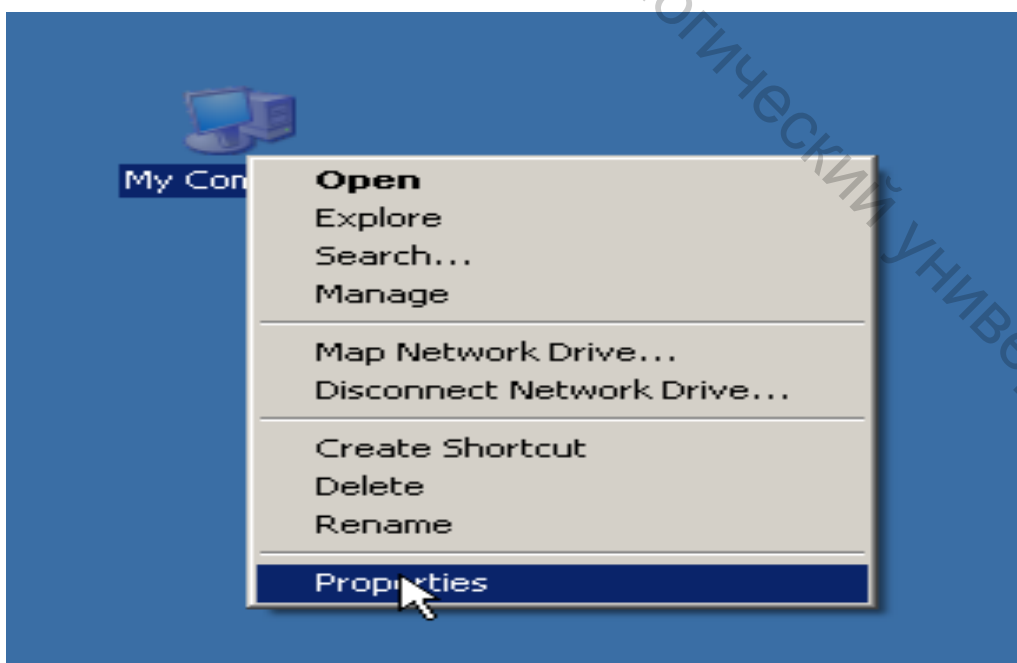 огический униве
My Con
Open
Explore
Search...
Manage
Map Network Drive...
Disconnect Network Drive...
Create Shortcut
Delete
Rename
Properties